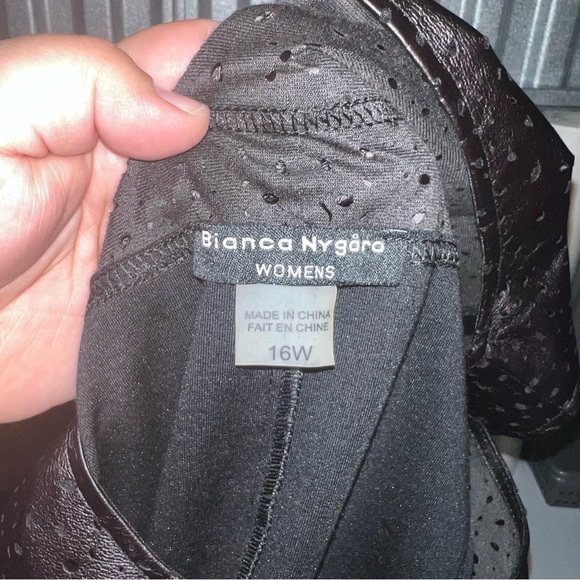 Bianca Nygård
WOMENS
MADE IN CHINA
FAIT EN CHINE
16W